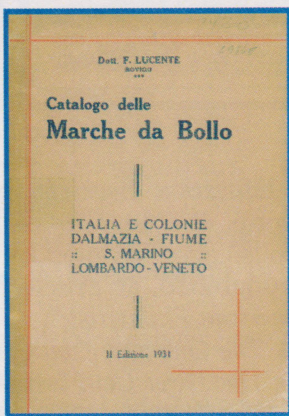 Dott. F. LUCENTE
ROVIGO
***
Catalogo delle
Marche da Bollo
ITALIA E COLONIE
DALMAZIA - FIUME
:: S. MARINO ::
LOMBARDO - VENETO
II Edizione 1931